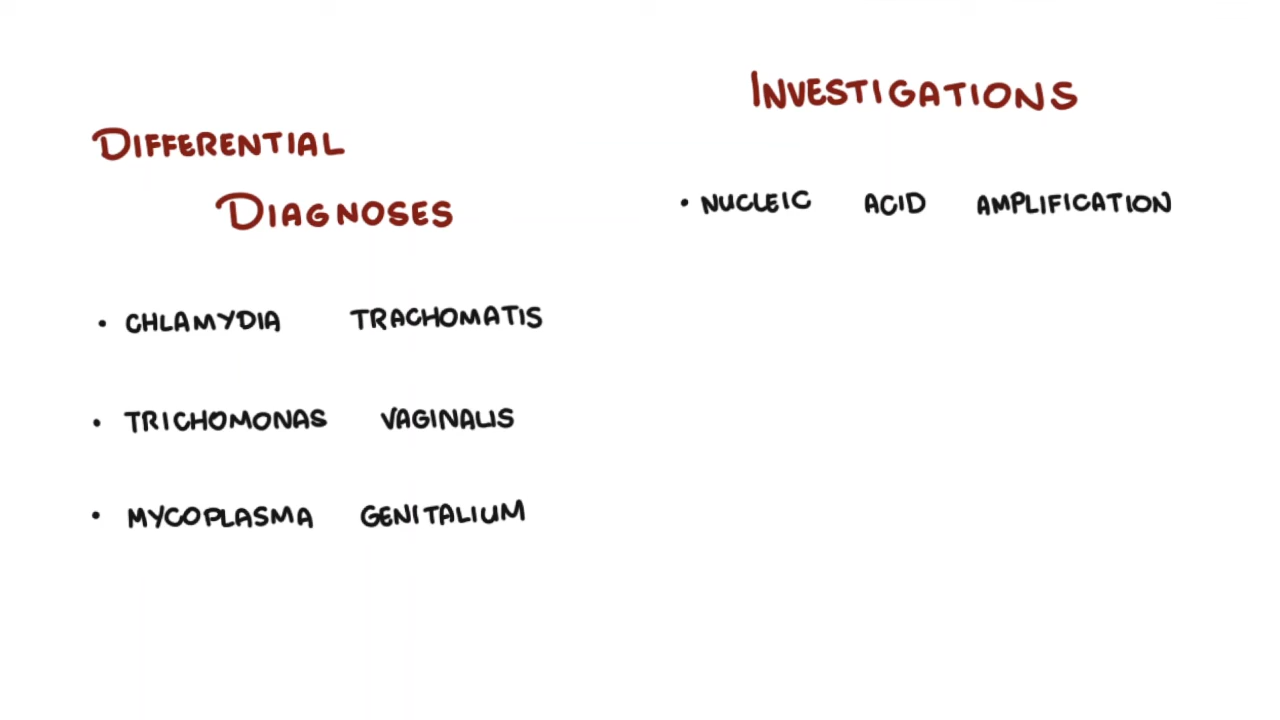 DIFFERENTIAL
DIAGNOSES
• CHLAMYDIA TRACHOMATIS
• TRICHOMONAS VAGINALIS
• MYCOPLASMA GENITALIUM
INVESTIGATIONS
• NUCLEIC ACID AMPLIFICATION